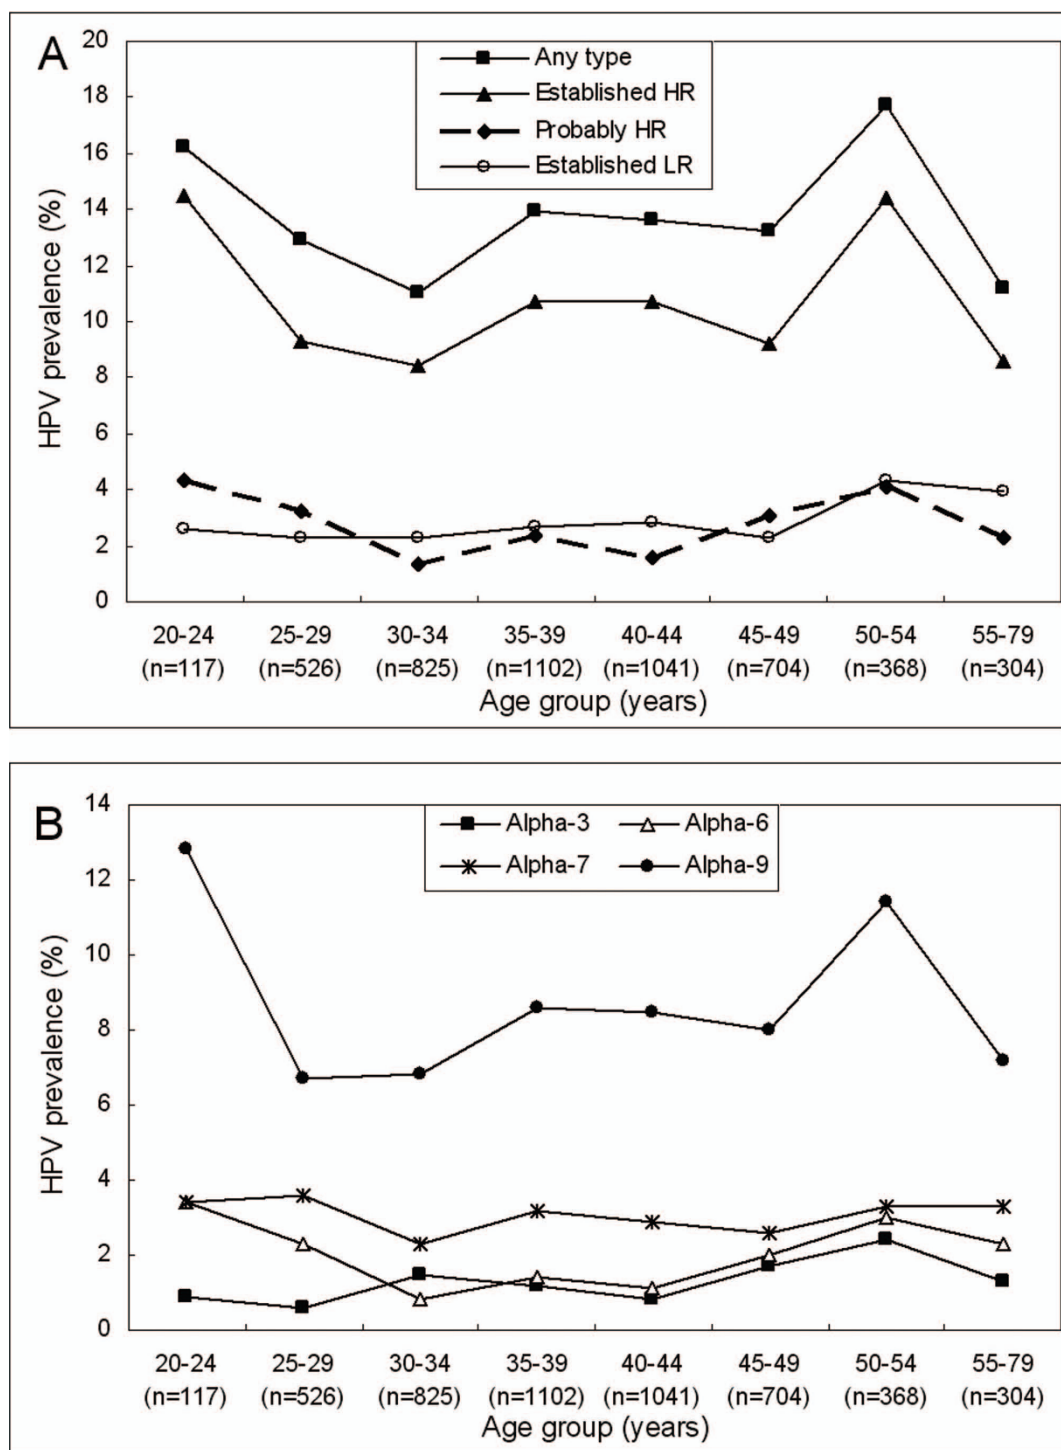 A
Any type
Established HR
Probably HR
Established LR
HPV prevalence (%)
20
18
16
14
12
10
8
6
4
2
0
20-24 25-29 30-34 35-39 40-44 45-49 50-54 55-79
(n=117) (n=526) (n=825) (n=1102) (n=1041) (n=704) (n=368) (n=304)
Age group (years)
B
Alpha-3 Alpha-6
Alpha-7 Alpha-9
HPV prevalence (%)
14
12
10
8
6
4
2
0
20-24 25-29 30-34 35-39 40-44 45-49 50-54 55-79
(n=117) (n=526) (n=825) (n=1102) (n=1041) (n=704) (n=368) (n=304)
Age group (years)